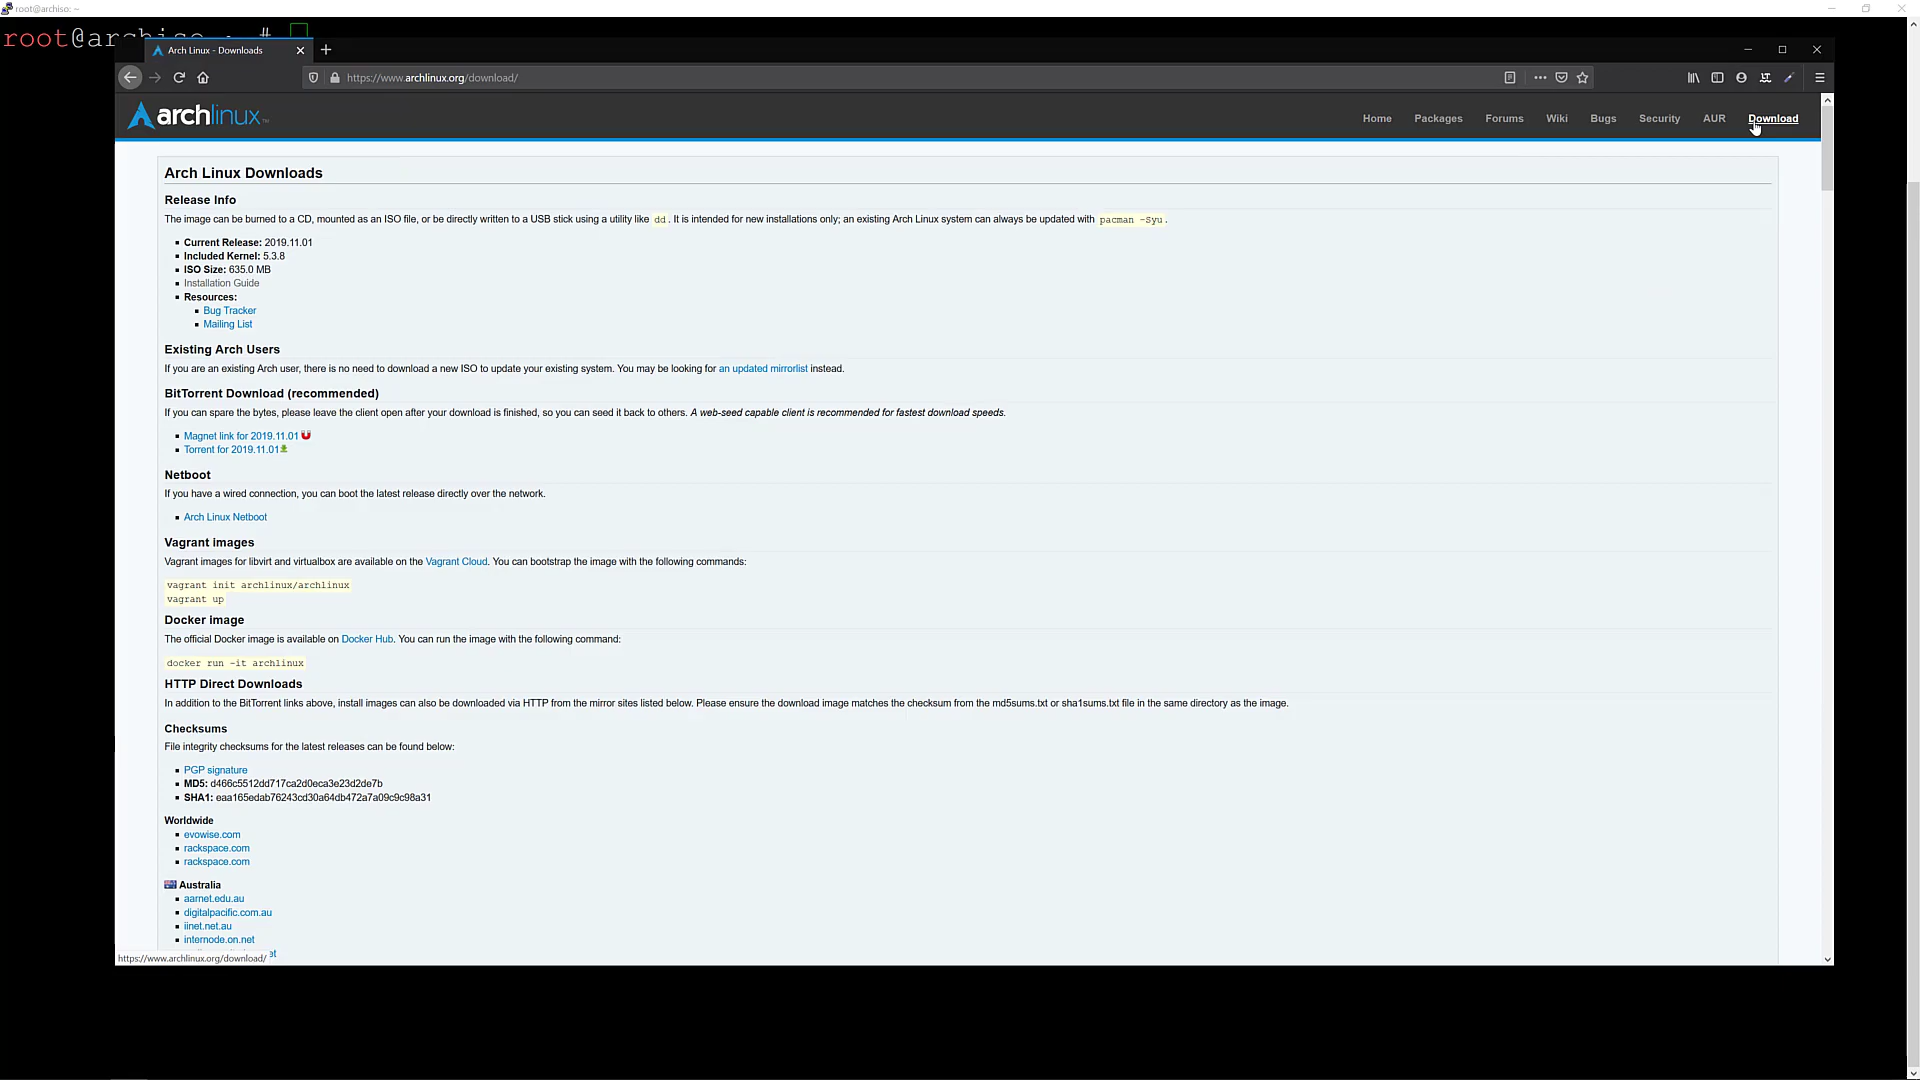 root@archiso: ~
root@archiso ~ #
Arch Linux - Downloads
https://www.archlinux.org/download/
archlinux™
Home Packages Forums Wiki Bugs Security AUR Download
Arch Linux Downloads
Release Info
The image can be burned to a CD, mounted as an ISO file, or be directly written to a USB stick using a utility like dd. It is intended for new installations only; an existing Arch Linux system can always be updated with pacman -Syu.
Current Release: 2019.11.01
Included Kernel: 5.3.8
ISO Size: 635.0 MB
Installation Guide
Resources:
Bug Tracker
Mailing List
Existing Arch Users
If you are an existing Arch user, there is no need to download a new ISO to update your existing system. You may be looking for an updated mirrorlist instead.
BitTorrent Download (recommended)
If you can spare the bytes, please leave the client open after your download is finished, so you can seed it back to others. A web-seed capable client is recommended for fastest download speeds.
Magnet link for 2019.11.01
Torrent for 2019.11.01
Netboot
If you have a wired connection, you can boot the latest release directly over the network.
Arch Linux Netboot
Vagrant images
Vagrant images for libvirt and virtualbox are available on the Vagrant Cloud. You can bootstrap the image with the following commands:
vagrant init archlinux/archlinux
vagrant up
Docker image
The official Docker image is available on Docker Hub. You can run the image with the following command:
docker run -it archlinux
HTTP Direct Downloads
In addition to the BitTorrent links above, install images can also be downloaded via HTTP from the mirror sites listed below. Please ensure the download image matches the checksum from the md5sums.txt or sha1sums.txt file in the same directory as the image.
Checksums
File integrity checksums for the latest releases can be found below:
PGP signature
MD5: d466c5512dd717ca2d0eca3e23d2de7b
SHA1: eaa165edab76243cd30a64db472a7a09c9c98a31
Worldwide
evowise.com
rackspace.com
rackspace.com
Australia
aarnet.edu.au
digitalpacific.com.au
iinet.net.au
internode.on.net
https://www.archlinux.org/download/